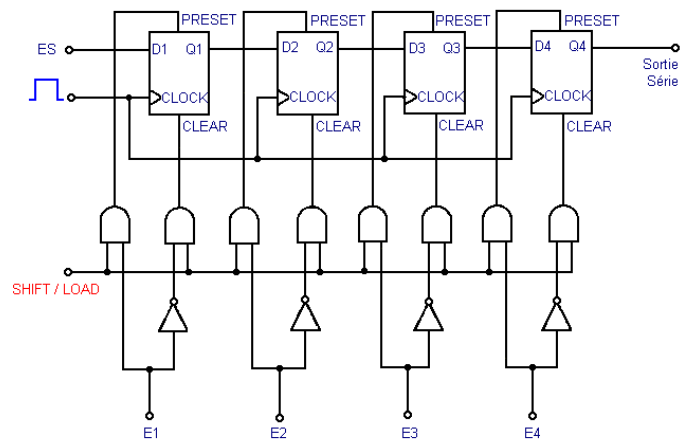 PRESET PRESET PRESET PRESET
ES D1 Q1 D2 Q2 D3 Q3 D4 Q4
Sortie
Série
CLOCK CLOCK CLOCK CLOCK
CLEAR CLEAR CLEAR CLEAR
SHIFT / LOAD
E1 E2 E3 E4